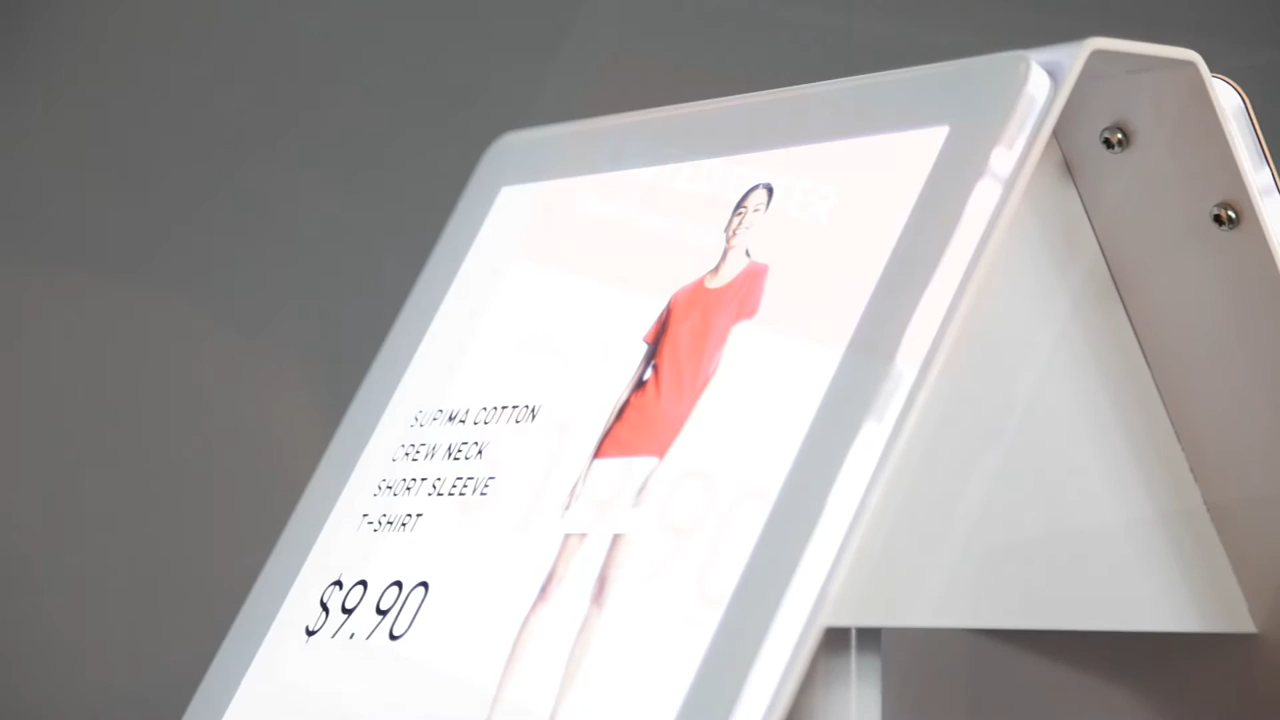 SUPIMA COTTON
CREW NECK
SHORT SLEEVE
T-SHIRT
$9.90